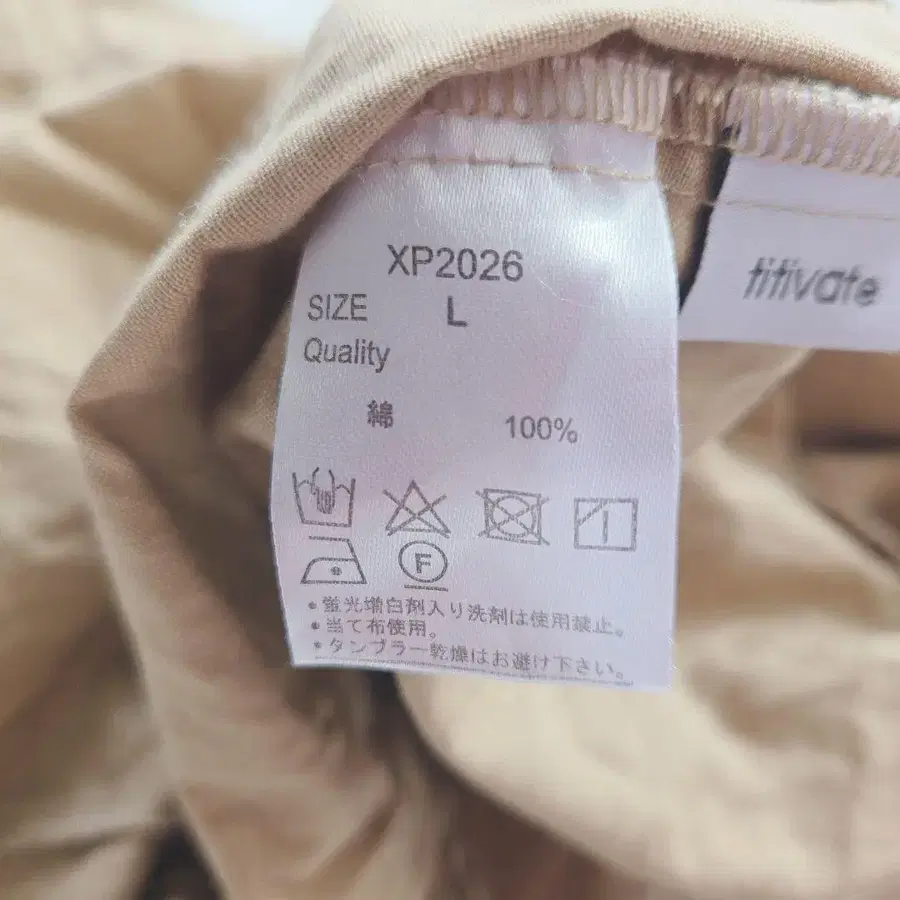 XP2026
SIZE L
Quality
綿 100%
F
・蛍光増白剤入り洗剤は使用禁止。
・当て布使用。
・タンブラー乾燥はお避け下さい。
titivate